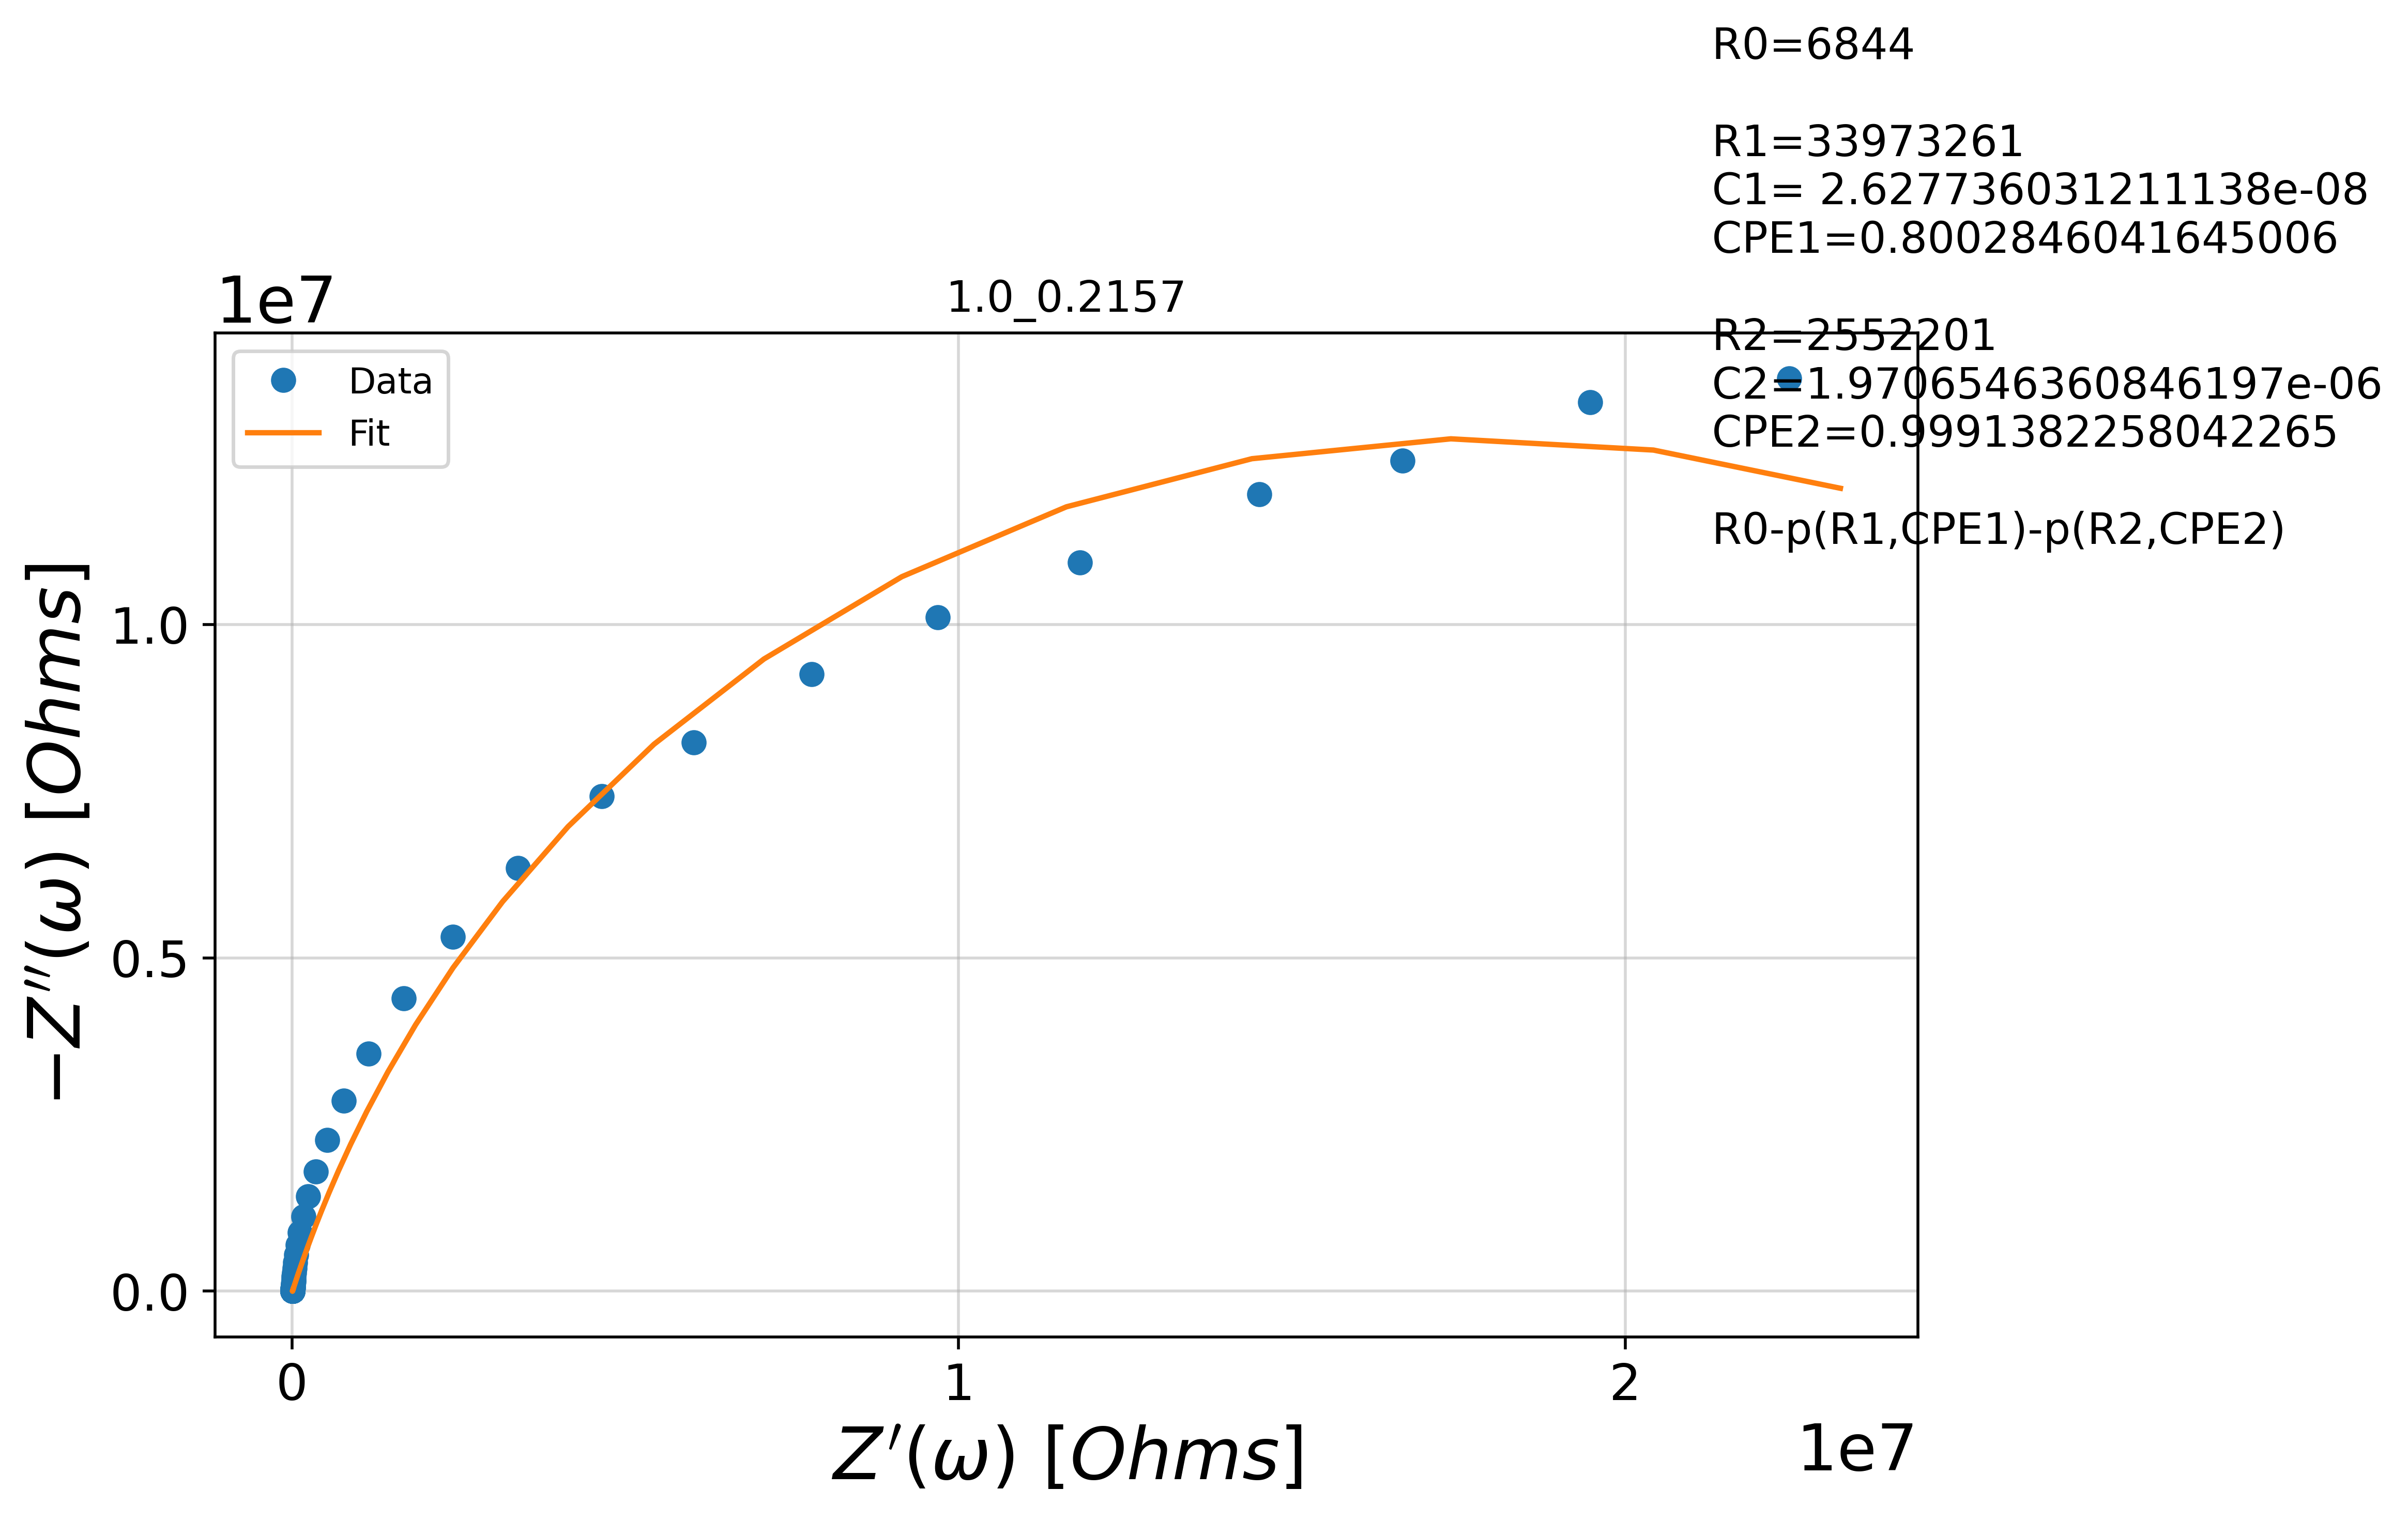 R0=6844
R1=33973261
C1= 2.6277360312111​38e-08
CPE1=0.8002846041645006
R2=2552201
C2=1.9706546360846197e-06
CPE2=0.9991382258042265
R0-p(R1,CPE1)-p(R2,CPE2)
1e7
1.0_0.2157
Data
Fit
1.0
0.5
0.0
−Z′′(ω) [Ohms]
0
1
2
1e7
Z′(ω) [Ohms]